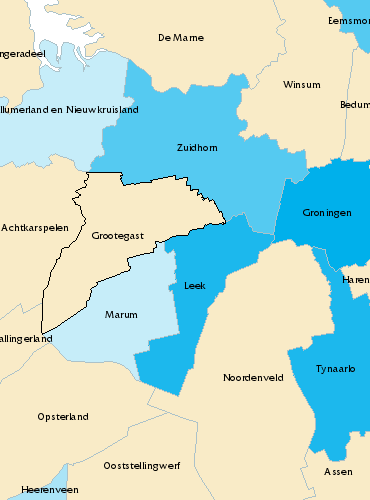 Eemsmon
De Marne
ngeradeel
Winsum
llumerland en Nieuwkruisland
Bedum
Zuidhorn
Groningen
Achtkarspelen
Grootegast
Haren
Leek
Marum
allingerland
Tynaarlo
Noordenveld
Opsterland
Ooststellingwerf
Assen
Heerenveen